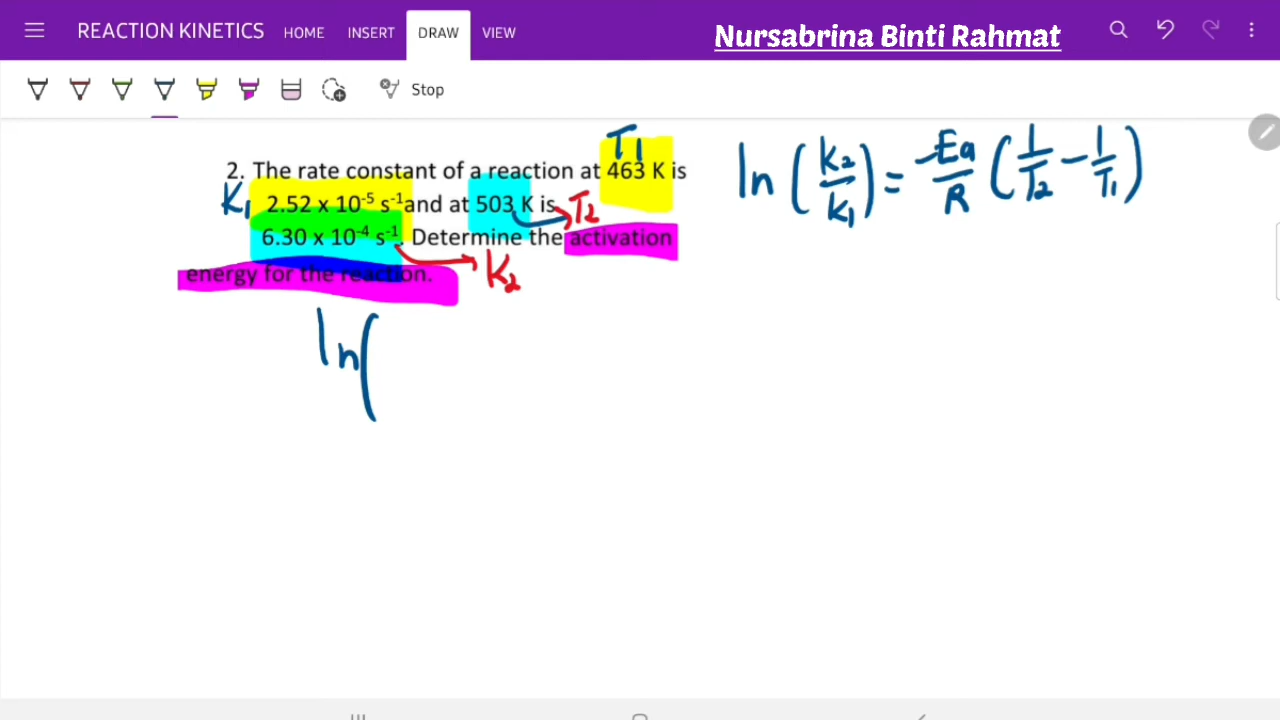 REACTION KINETICS HOME INSERT DRAW VIEW Nursabrina Binti Rahmat
Stop
T₁
2. The rate constant of a reaction at 463 K is
K₁ 2.52 x 10⁻⁵ s⁻¹ and at 503 K is T₂
6.30 x 10⁻⁴ s⁻¹. Determine the activation
energy for the reaction. K₂
ln (K₂/K₁) = -Ea/R (1/T₂ - 1/T₁)
ln(